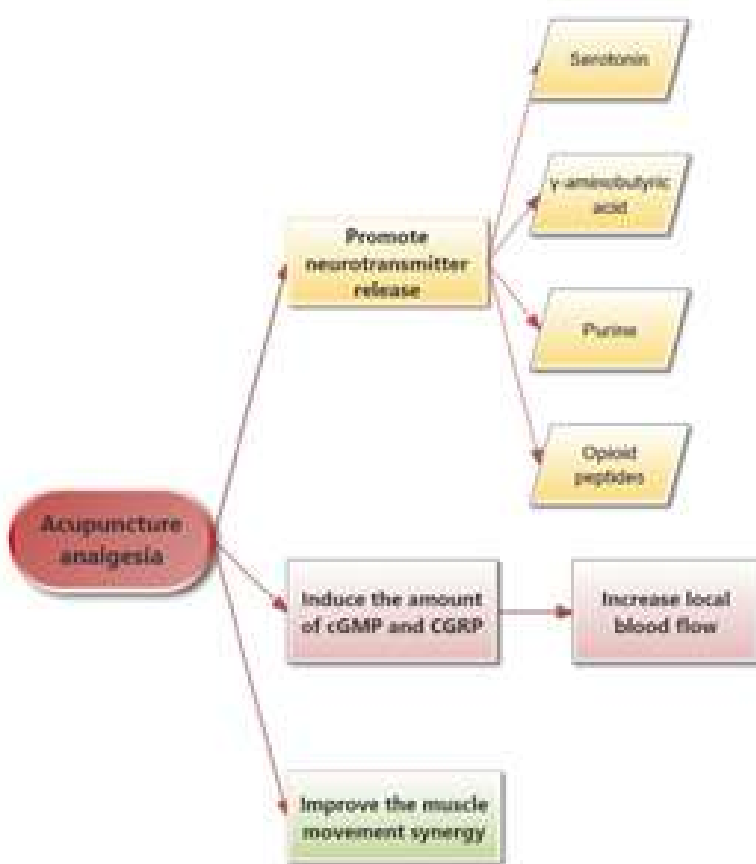 Serotonin
γ-aminobutyric
acid
Promote
neurotransmitter
release
Purine
Opioid
peptides
Acupuncture
analgesia
Induce the amount
of cGMP and CGRP
Increase local
blood flow
Improve the muscle
movement synergy